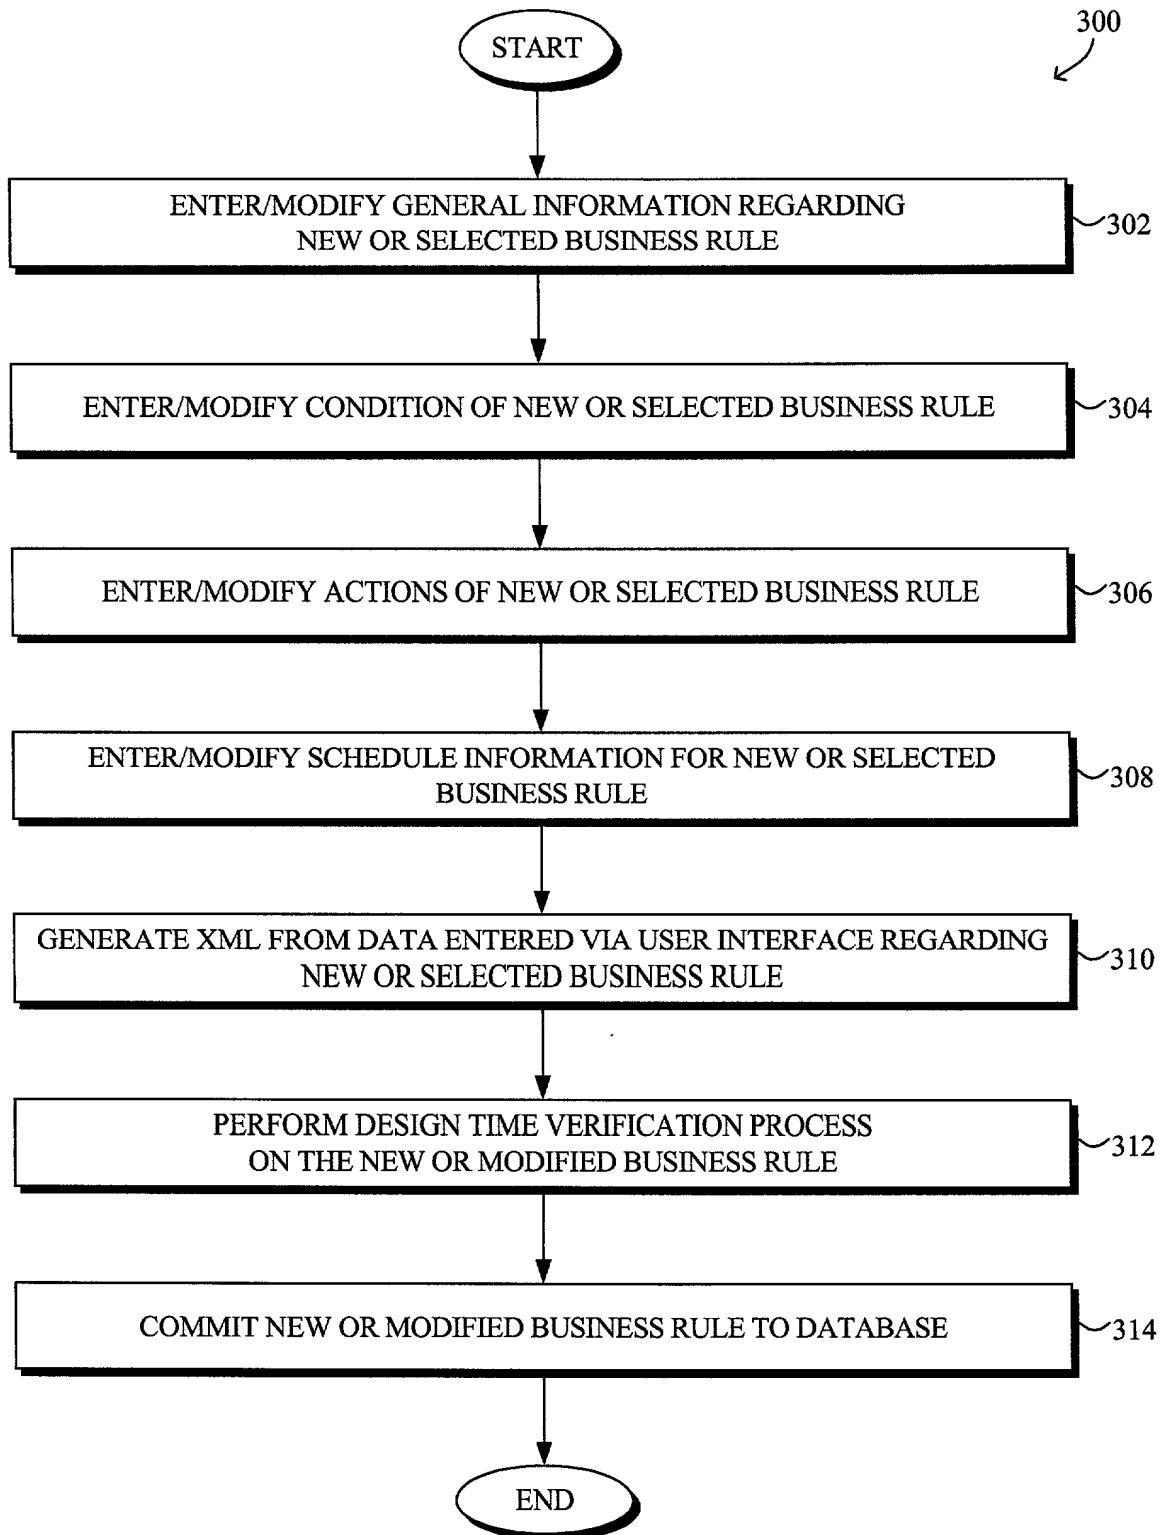 300
START
ENTER/MODIFY GENERAL INFORMATION REGARDING
NEW OR SELECTED BUSINESS RULE
302
ENTER/MODIFY CONDITION OF NEW OR SELECTED BUSINESS RULE
304
ENTER/MODIFY ACTIONS OF NEW OR SELECTED BUSINESS RULE
306
ENTER/MODIFY SCHEDULE INFORMATION FOR NEW OR SELECTED
BUSINESS RULE
308
GENERATE XML FROM DATA ENTERED VIA USER INTERFACE REGARDING
NEW OR SELECTED BUSINESS RULE
310
PERFORM DESIGN TIME VERIFICATION PROCESS
ON THE NEW OR MODIFIED BUSINESS RULE
312
COMMIT NEW OR MODIFIED BUSINESS RULE TO DATABASE
314
END